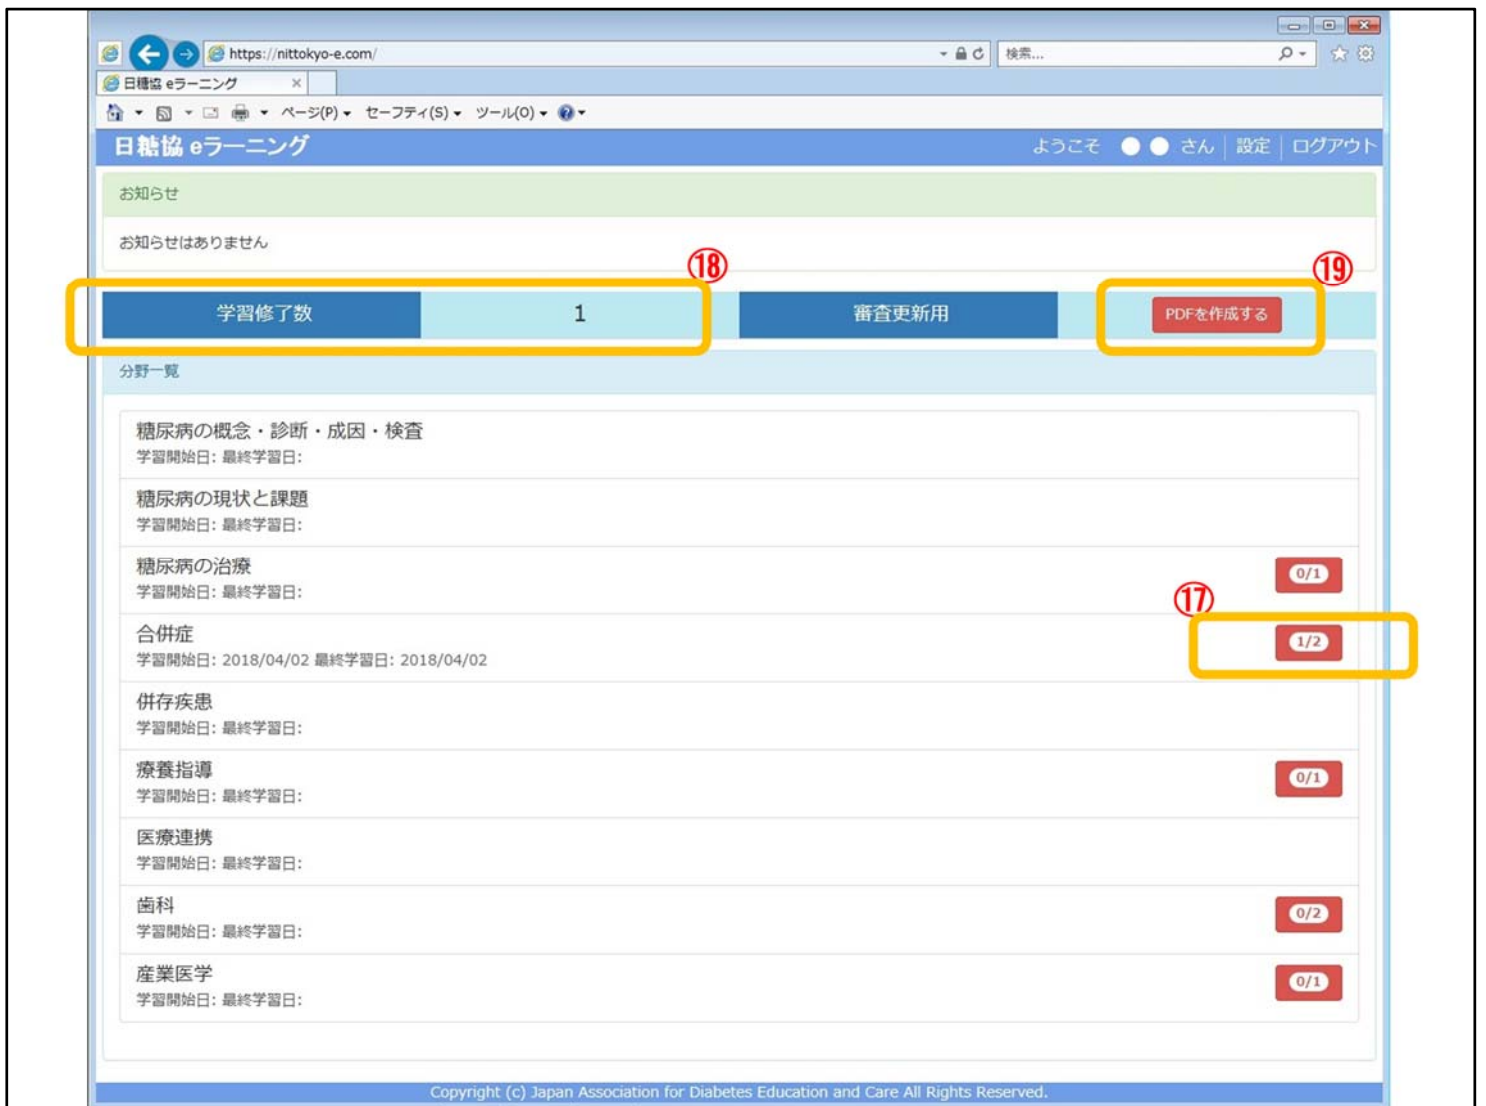 https://nittokyo-e.com/
検索...
日糖協 eラーニング
ページ(P) セーフティ(S) ツール(O)
日糖協 eラーニング ようこそ ●● さん 設定 ログアウト
お知らせ
お知らせはありません
⑱
⑲
学習修了数 1 審査更新用 PDFを作成する
分野一覧
糖尿病の概念・診断・成因・検査
学習開始日: 最終学習日:
糖尿病の現状と課題
学習開始日: 最終学習日:
糖尿病の治療 0/1
学習開始日: 最終学習日:
⑰
合併症 1/2
学習開始日: 2018/04/02 最終学習日: 2018/04/02
併存疾患
学習開始日: 最終学習日:
療養指導 0/1
学習開始日: 最終学習日:
医療連携
学習開始日: 最終学習日:
歯科 0/2
学習開始日: 最終学習日:
産業医学 0/1
学習開始日: 最終学習日:
Copyright (c) Japan Association for Diabetes Education and Care All Rights Reserved.